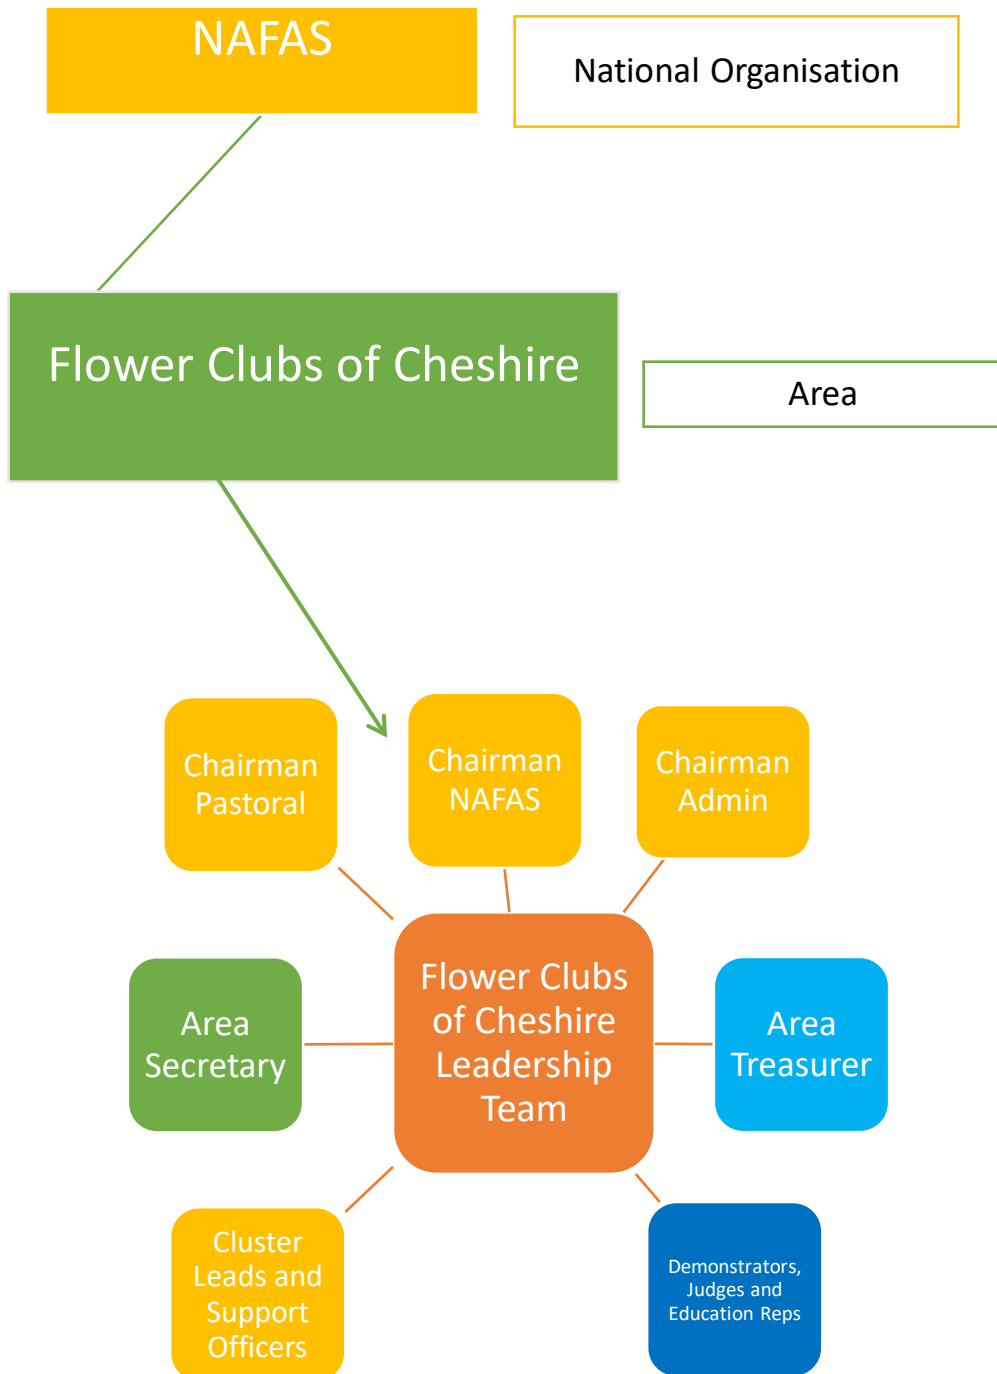 NAFAS
National Organisation
Flower Clubs of Cheshire
Area
Chairman
Pastoral
Chairman
NAFAS
Chairman
Admin
Area
Secretary
Flower Clubs
of Cheshire
Leadership
Team
Area
Treasurer
Cluster
Leads and
Support
Officers
Demonstrators,
Judges and
Education Reps